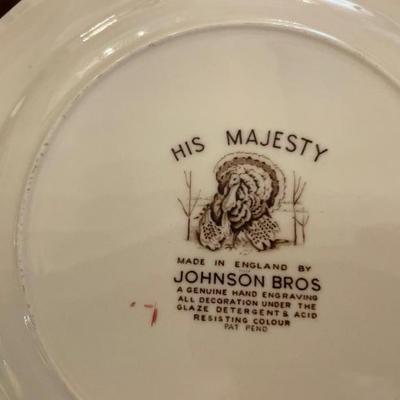 HIS MAJESTY
MADE IN ENGLAND BY
JOHNSON BROS
A GENUINE HAND ENGRAVING
ALL DECORATION UNDER THE
GLAZE DETERGENT & ACID
RESISTING COLOUR
PAT PEND